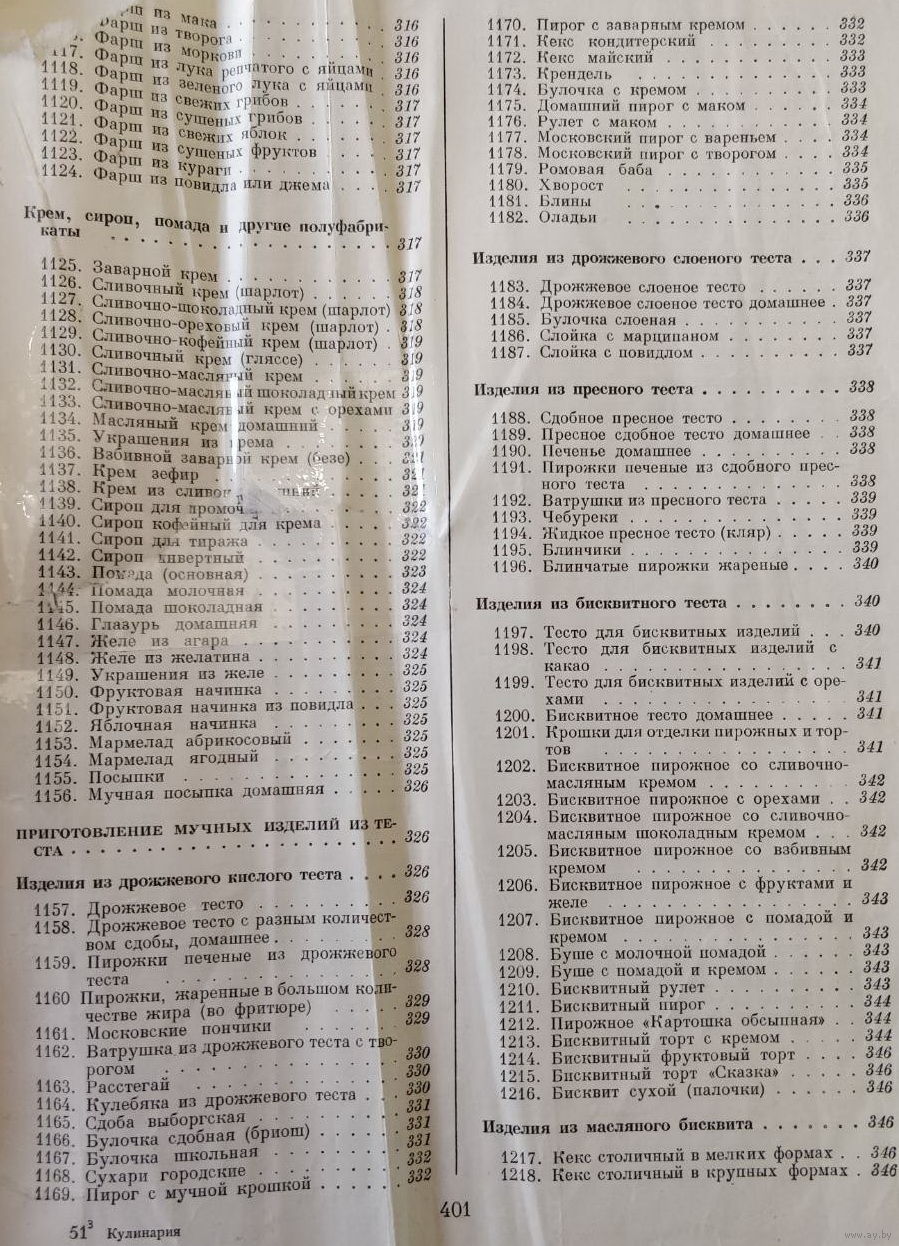 из мака . . . . . . . . . . 316
Фарш из творога . . . . . . . . . 316
Фарш из моркови . . . . . . . . . 316
1118. Фарш из лука репчатого с яйцами . 316
1119. Фарш из зеленого лука с яйцами . 316
1120. Фарш из свежих грибов . . . . . . 317
1121. Фарш из сушеных грибов . . . . . 317
1122. Фарш из свежих яблок . . . . . . 317
1123. Фарш из сушеных фруктов . . . . 317
1124. Фарш из кураги . . . . . . . . . 317
Фарш из повидла или джема . . . . 317
Крем, сироп, помада и другие полуфабри-
каты . . . . . . . . . . . . . . . . 317
1125. Заварной крем . . . . . . . . . . 317
1126. Сливочный крем (шарлот) . . . . . 318
1127. Сливочно-шоколадный крем (шарлот) 318
1128. Сливочно-ореховый крем (шарлот) . 318
1129. Сливочно-кофейный крем (шарлот) . 319
1130. Сливочный крем (гляссе) . . . . . 319
1131. Сливочно-масляный крем . . . . . 319
1132. Сливочно-масляный шоколадный крем 319
1133. Сливочно-масляный крем с орехами 319
1134. Масляный крем домашний . . . . . 319
1135. Украшения из крема . . . . . . .
1136. Взбивной заварной крем (безе) . . . 321
1137. Крем зефир . . . . . . . . . . . 321
1138. Крем из сливок . . . . . 321
1139. Сироп для промоч . . . . . . . 322
1140. Сироп кофейный для крема . . . . 322
1141. Сироп для тиража . . . . . . . . 322
1142. Сироп инвертный . . . . . . . . 322
1143. Помада (основная) . . . . . . . . 323
1144. Помада молочная . . . . . . . . . 324
1145. Помада шоколадная . . . . . . . . 324
1146. Глазурь домашняя . . . . . . . . 324
1147. Желе из агара . . . . . . . . . . 324
1148. Желе из желатина . . . . . . . . 324
1149. Украшения из желе . . . . . . . . 325
1150. Фруктовая начинка . . . . . . . . 325
1151. Фруктовая начинка из повидла . . . 325
1152. Яблочная начинка . . . . . . . . 325
1153. Мармелад абрикосовый . . . . . . 325
1154. Мармелад ягодный . . . . . . . . 325
1155. Посыпки . . . . . . . . . . . . 325
1156. Мучная посыпка домашняя . . . . . 326
ПРИГОТОВЛЕНИЕ МУЧНЫХ ИЗДЕЛИЙ ИЗ ТЕ-
СТА . . . . . . . . . . . . . . . . . . 326
Изделия из дрожжевого кислого теста . . . . 326
1157. Дрожжевое тесто . . . . . . . . . 326
1158. Дрожжевое тесто с разным количест-
вом сдобы, домашнее . . . . . . . . 328
1159. Пирожки печеные из дрожжевого
теста . . . . . . . . . . . . . . 328
1160 Пирожки, жаренные в большом коли-
честве жира (во фритюре) . . . . . 329
1161. Московские пончики . . . . . . . 329
1162. Ватрушка из дрожжевого теста с тво-
рогом . . . . . . . . . . . . . . 330
1163. Расстегай . . . . . . . . . . . . 330
1164. Кулебяка из дрожжевого теста . . . 330
1165. Сдоба выборгская . . . . . . . . 331
1166. Булочка сдобная (бриош) . . . . . 331
1167. Булочка школьная . . . . . . . . 331
1168. Сухари городские . . . . . . . . 332
1169. Пирог с мучной крошкой . . . . . 332
51³ Кулинария
1170. Пирог с заварным кремом . . . . . 332
1171. Кекс кондитерский . . . . . . . . 332
1172. Кекс майский . . . . . . . . . . 333
1173. Крендель . . . . . . . . . . . . 333
1174. Булочка с кремом . . . . . . . . 333
1175. Домашний пирог с маком . . . . . 334
1176. Рулет с маком . . . . . . . . . . 334
1177. Московский пирог с вареньем . . . . 334
1178. Московский пирог с творогом . . . . 334
1179. Ромовая баба . . . . . . . . . . 335
1180. Хворост . . . . . . . . . . . . . 335
1181. Блины . . . . . . . . . . . . . 336
1182. Оладьи . . . . . . . . . . . . . 336
Изделия из дрожжевого слоеного теста . . . 337
1183. Дрожжевое слоеное тесто . . . . . 337
1184. Дрожжевое слоеное тесто домашнее . 337
1185. Булочка слоеная . . . . . . . . . 337
1186. Слойка с марципаном . . . . . . . 337
1187. Слойка с повидлом . . . . . . . . 337
Изделия из пресного теста . . . . . . . . . 338
1188. Сдобное пресное тесто . . . . . . 338
1189. Пресное сдобное тесто домашнее . . 338
1190. Печенье домашнее . . . . . . . . 338
1191. Пирожки печеные из сдобного прес-
ного теста . . . . . . . . . . . . 338
1192. Ватрушки из пресного теста . . . . 339
1193. Чебуреки . . . . . . . . . . . . 339
1194. Жидкое пресное тесто (кляр) . . . . 339
1195. Блинчики . . . . . . . . . . . . 339
1196. Блинчатые пирожки жареные . . . . 340
Изделия из бисквитного теста . . . . . . . . 340
1197. Тесто для бисквитных изделий . . . 340
1198. Тесто для бисквитных изделий с
какао . . . . . . . . . . . . . . 341
1199. Тесто для бисквитных изделий с оре-
хами . . . . . . . . . . . . . . 341
1200. Бисквитное тесто домашнее . . . . . 341
1201. Крошки для отделки пирожных и тор-
тов . . . . . . . . . . . . . . . 341
1202. Бисквитное пирожное со сливочно-
масляным кремом . . . . . . . . . 342
1203. Бисквитное пирожное с орехами . . 342
1204. Бисквитное пирожное со сливочно-
масляным шоколадным кремом . . . 342
1205. Бисквитное пирожное со взбивным
кремом . . . . . . . . . . . . . 342
1206. Бисквитное пирожное с фруктами и
желе . . . . . . . . . . . . . . 343
1207. Бисквитное пирожное с помадой и
кремом . . . . . . . . . . . . . 343
1208. Буше с молочной помадой . . . . . 343
1209. Буше с помадой и кремом . . . . . 343
1210. Бисквитный рулет . . . . . . . . 343
1211. Бисквитный пирог . . . . . . . . 344
1212. Пирожное «Картошка обсыпная» . . 344
1213. Бисквитный торт с кремом . . . . . 344
1214. Бисквитный фруктовый торт . . . . 346
1215. Бисквитный торт «Сказка» . . . . . 346
1216. Бисквит сухой (палочки) . . . . . . 346
Изделия из масляного бисквита . . . . . . . 346
1217. Кекс столичный в мелких формах . . 346
1218. Кекс столичный в крупных формах . 346
401
www.ay.by